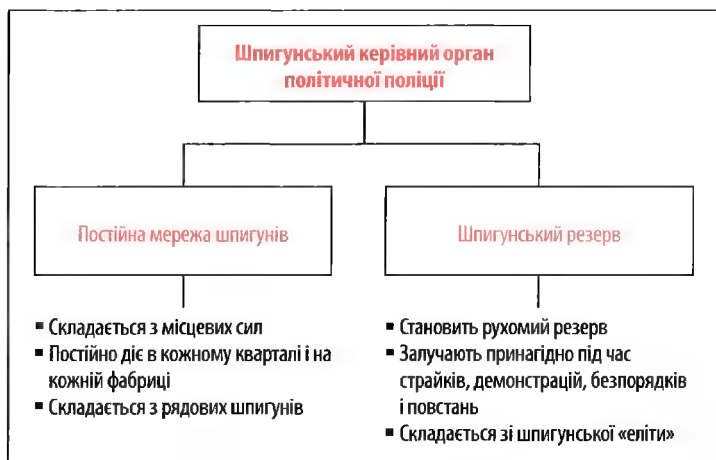 Шпигунський керівний орган
політичної поліції
Постійна мережа шпигунів
Шпигунський резерв
▪ Складається з місцевих сил
▪ Постійно діє в кожному кварталі і на
кожній фабриці
▪ Складається з рядових шпигунів
▪ Становить рухомий резерв
▪ Залучають принагідно під час
страйків, демонстрацій, безпорядків
і повстань
▪ Складається зі шпигунської «еліти»